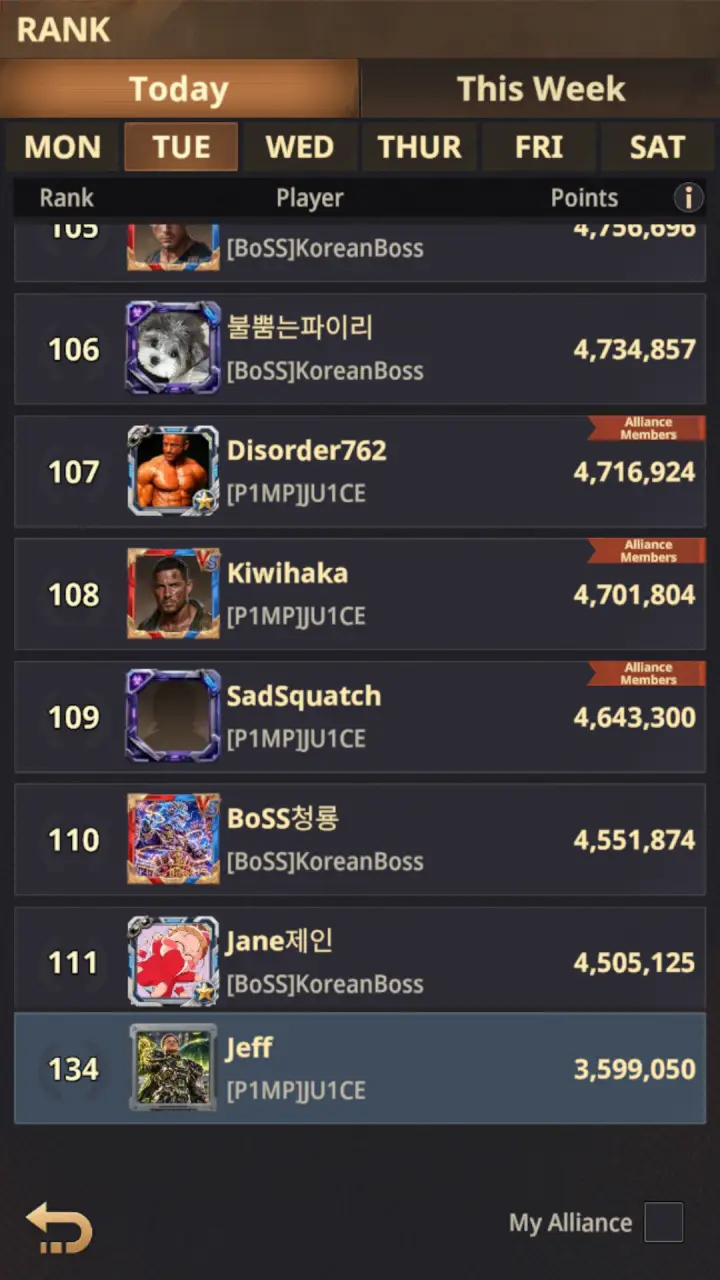 RANK
Today
This Week
MON
TUE
WED
THUR
FRI
SAT
Rank
Player
Points
105
4,756,696
[BoSS]KoreanBoss
106
불뿜는파이리
[BoSS]KoreanBoss
4,734,857
107
Disorder762
[P1MP]JU1CE
Alliance
Members
4,716,924
108
Kiwihaka
[P1MP]JU1CE
Alliance
Members
4,701,804
109
SadSquatch
[P1MP]JU1CE
Alliance
Members
4,643,300
110
BoSS청룡
[BoSS]KoreanBoss
4,551,874
111
Jane제인
[BoSS]KoreanBoss
4,505,125
134
Jeff
[P1MP]JU1CE
3,599,050
My Alliance